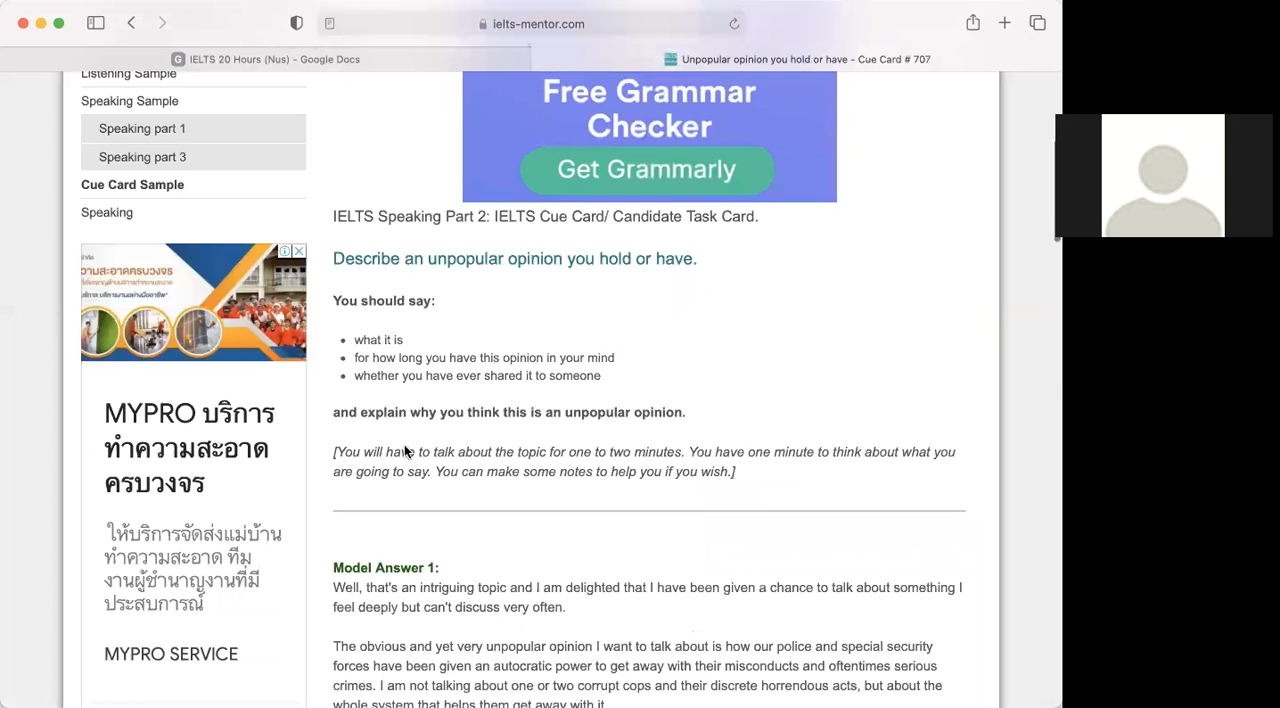 ielts-mentor.com
IELTS 20 Hours (Nus) - Google Docs
Unpopular opinion you hold or have - Cue Card # 707
Listening Sample
Speaking Sample
Speaking part 1
Speaking part 3
Cue Card Sample
Speaking
Free Grammar
Checker
Get Grammarly
IELTS Speaking Part 2: IELTS Cue Card/ Candidate Task Card.
Describe an unpopular opinion you hold or have.
You should say:
what it is
for how long you have this opinion in your mind
whether you have ever shared it to someone
and explain why you think this is an unpopular opinion.
[You will have to talk about the topic for one to two minutes. You have one minute to think about what you
are going to say. You can make some notes to help you if you wish.]
Model Answer 1:
Well, that's an intriguing topic and I am delighted that I have been given a chance to talk about something I
feel deeply but can't discuss very often.
The obvious and yet very unpopular opinion I want to talk about is how our police and special security
forces have been given an autocratic power to get away with their misconducts and oftentimes serious
crimes. I am not talking about one or two corrupt cops and their discrete horrendous acts, but about the
whole system that helps them get away with it.
MYPRO บริการ
ทำความสะอาด
ครบวงจร
ให้บริการจัดส่งแม่บ้าน
ทำความสะอาด ทีม
งานผู้ชำนาญงานที่มี
ประสบการณ์
MYPRO SERVICE